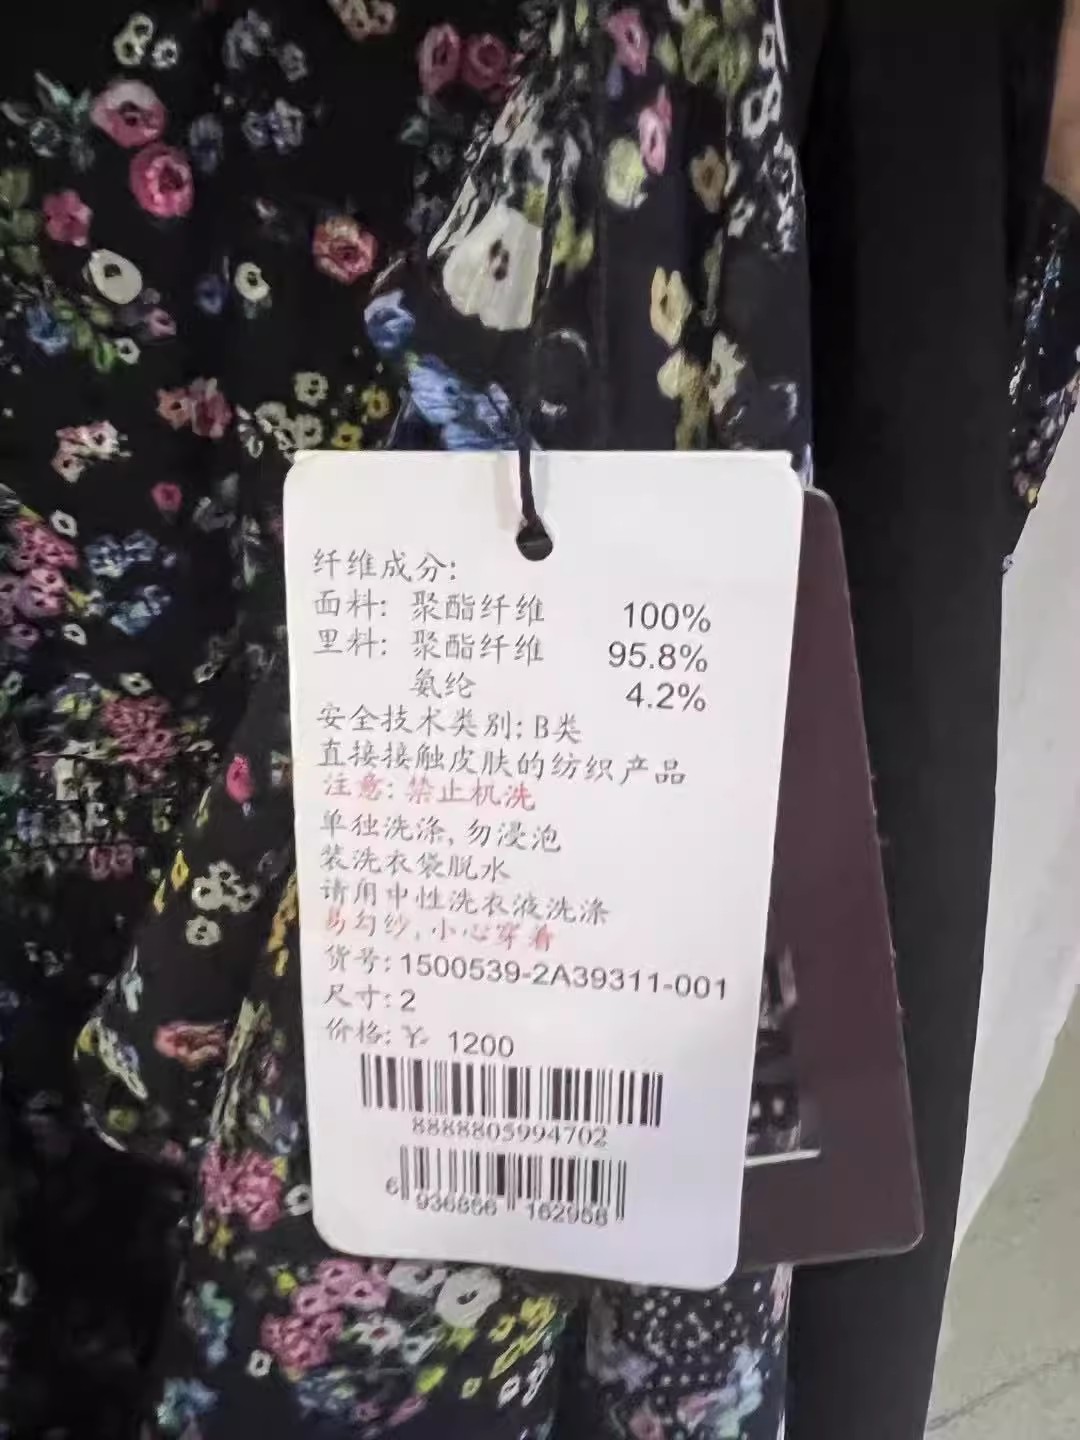 纤维成分:
面料: 聚酯纤维 100%
里料: 聚酯纤维 95.8%
氨纶 4.2%
安全技术类别: B类
直接接触皮肤的纺织产品
注意: 禁止机洗
单独洗涤, 勿浸泡
装洗衣袋脱水
请用中性洗衣液洗涤
易勾纱, 小心穿着
货号: 1500539-2A39311-001
尺寸: 2
价格: ¥ 1200
8888805994702
6 936856 162958